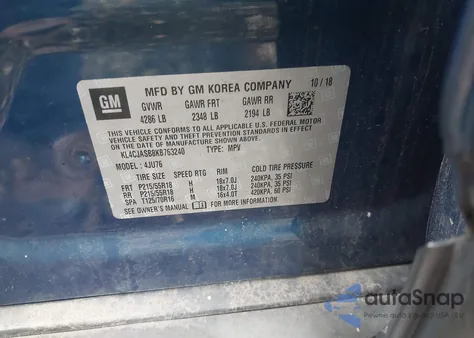 GM
MFD BY GM KOREA COMPANY 10/18
GVWR GAWR FRT GAWR RR
4286 LB 2348 LB 2194 LB
THIS VEHICLE CONFORMS TO ALL APPLICABLE U.S. FEDERAL MOTOR
VEHICLE SAFETY, BUMPER, AND THEFT PREVENTION STANDARDS IN EFFECT ON THE
DATE OF MANUFACTURE SHOWN ABOVE.
KL4CJASB8KB763240 TYPE: MPV
MODEL: 4JU76
TIRE SIZE SPEED RTG RIM COLD TIRE PRESSURE
FRT P215/55R18 H 18x7.0J 240KPA, 35 PSI
RR P215/55R18 H 18x7.0J 240KPA, 35 PSI
SPA T125/70R16 M 16x4.0T 420KPA, 60 PSI
SEE OWNER'S MANUAL FOR MORE INFORMATION
autoSnap